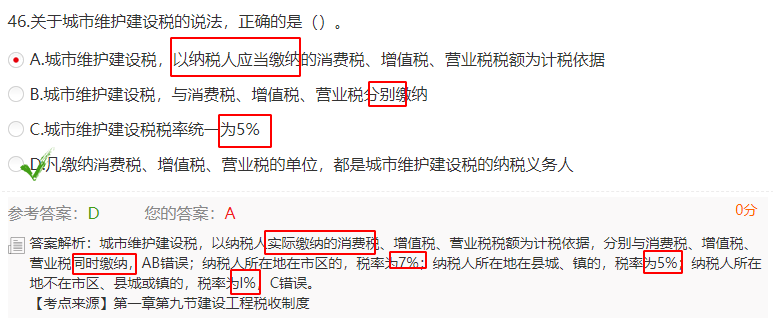 46.关于城市维护建设税的说法，正确的是（）。
A.城市维护建设税，以纳税人应当缴纳的消费税、增值税、营业税税额为计税依据
B.城市维护建设税，与消费税、增值税、营业税分别缴纳
C.城市维护建设税税率统一为5%
D.凡缴纳消费税、增值税、营业税的单位，都是城市维护建设税的纳税义务人
参考答案：D 您的答案：A 0分
答案解析：城市维护建设税，以纳税人实际缴纳的消费税、增值税、营业税税额为计税依据，分别与消费税、增值税、
营业税同时缴纳，AB错误；纳税人所在地在市区的，税率为7%；纳税人所在地在县城、镇的，税率为5%；纳税人所在
地不在市区、县城或镇的，税率为l%，C错误。
【考点来源】第一章第九节建设工程税收制度